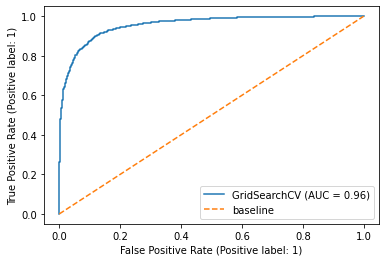 True Positive Rate (Positive label: 1)
1.0
0.8
0.6
0.4
0.2
0.0
GridSearchCV (AUC = 0.96)
baseline
0.0 0.2 0.4 0.6 0.8 1.0
False Positive Rate (Positive label: 1)